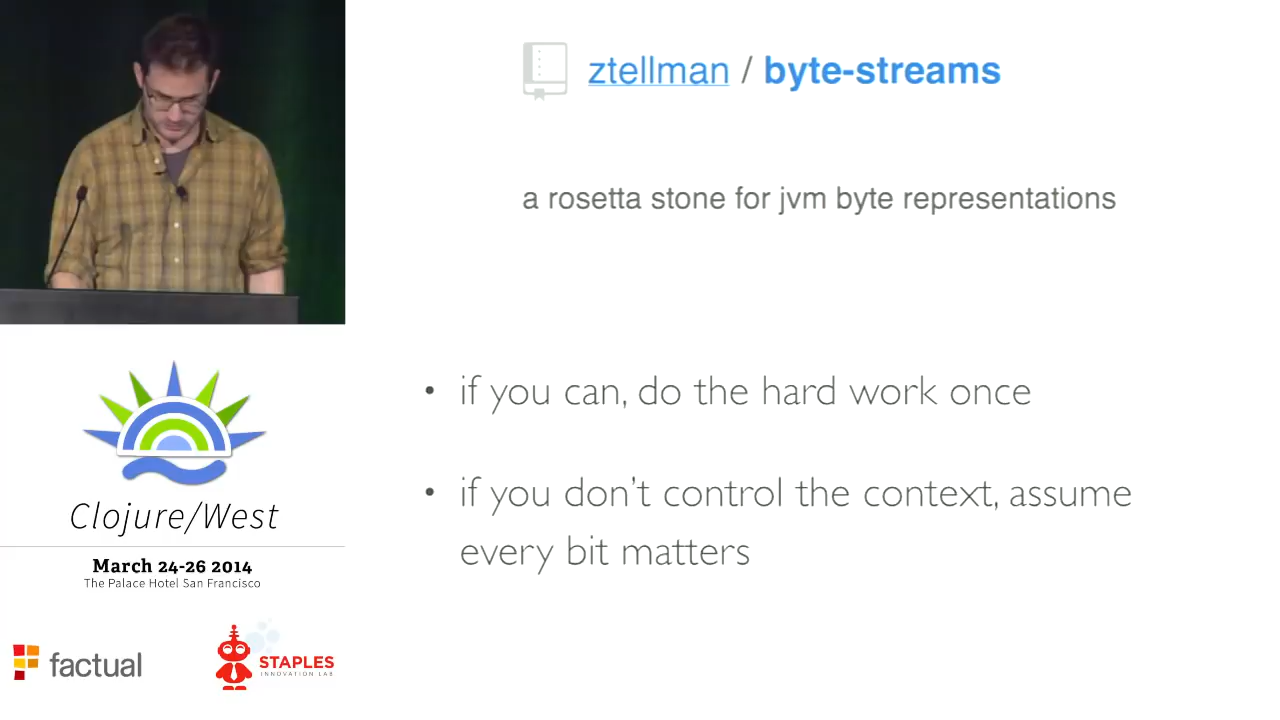 ztellman / byte-streams
a rosetta stone for jvm byte representations
• if you can, do the hard work once
• if you don't control the context, assume
every bit matters
Clojure/West
March 24-26 2014
The Palace Hotel San Francisco
factual
STAPLES
INNOVATION LAB